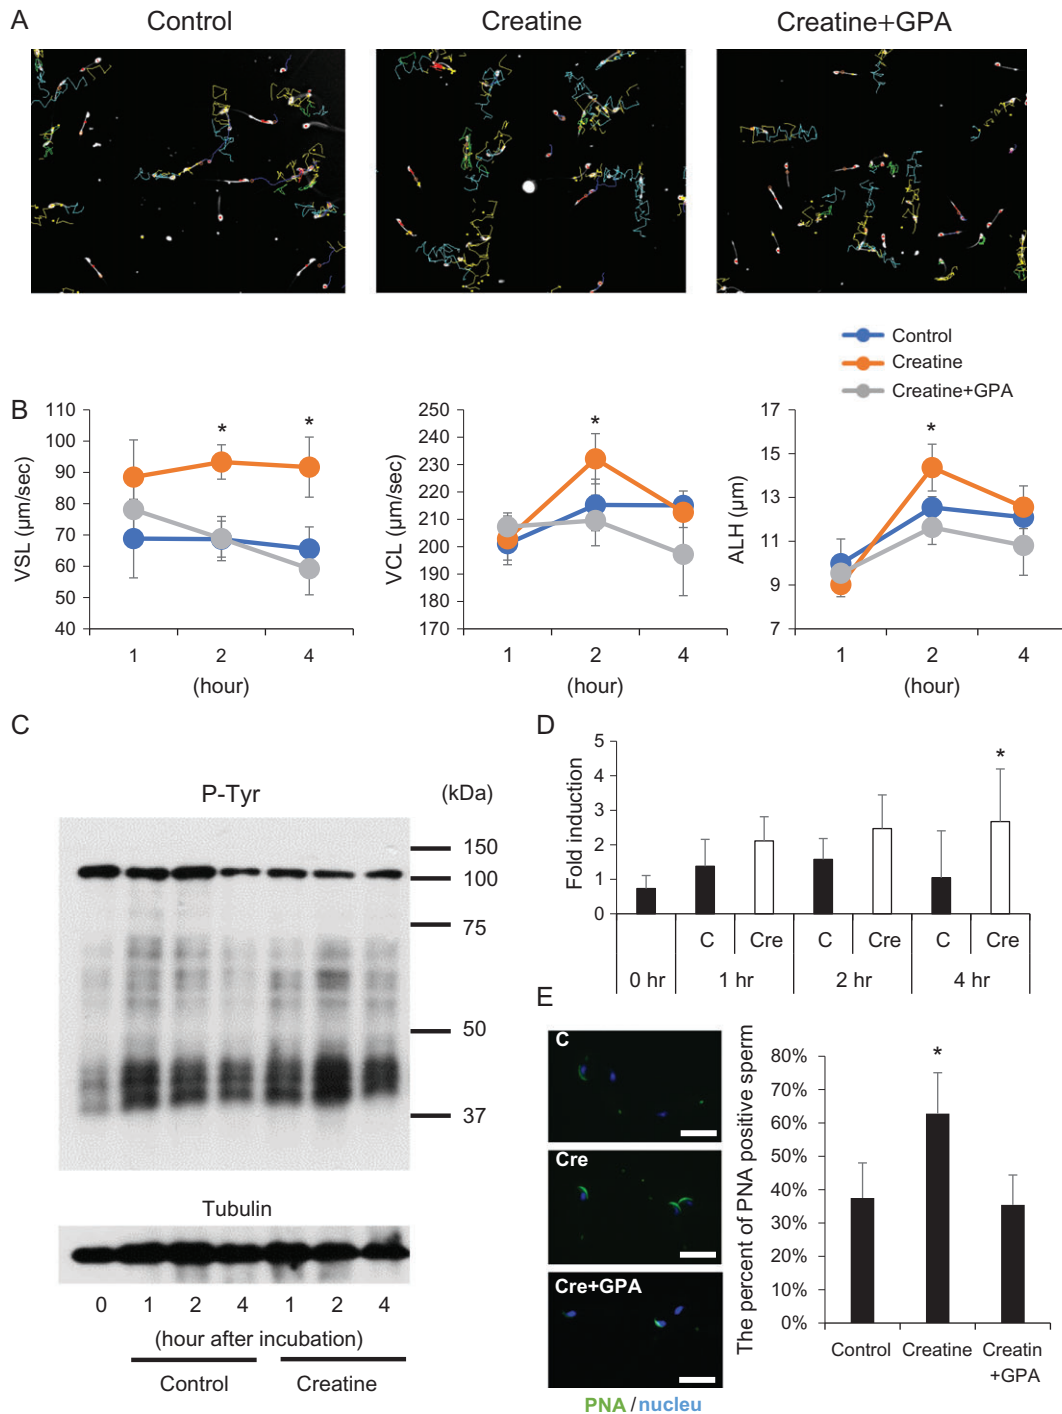 A
Control
Creatine
Creatine+GPA
Control
Creatine
Creatine+GPA
B
110
100
90
80
70
60
50
40
VSL (μm/sec)
*
*
1
2
4
(hour)
250
240
230
220
210
200
190
180
170
VCL (μm/sec)
*
1
2
4
(hour)
17
15
13
11
9
7
ALH (μm)
*
1
2
4
(hour)
C
P-Tyr
(kDa)
150
100
75
50
37
Tubulin
0 1 2 4 1 2 4
(hour after incubation)
Control
Creatine
D
5
4
3
2
1
0
Fold induction
*
C Cre C Cre C Cre
0 hr 1 hr 2 hr 4 hr
E
C
Cre
Cre+GPA
PNA / nucleu
The percent of PNA positive sperm
80%
70%
60%
50%
40%
30%
20%
10%
0%
*
Control Creatine Creatin
+GPA